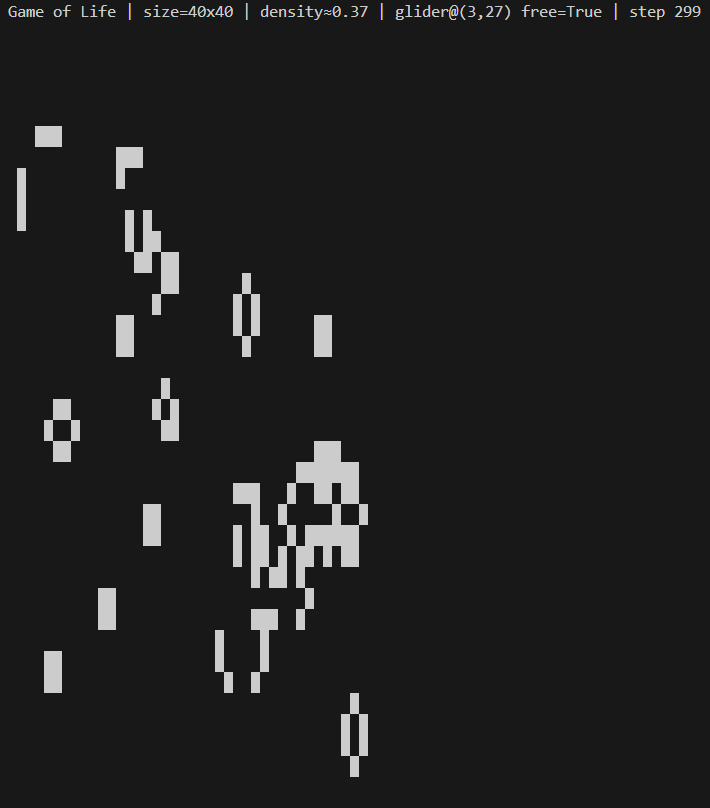 Game of Life | size=40x40 | density≈0.37 | glider@(3,27) free=True | step 299